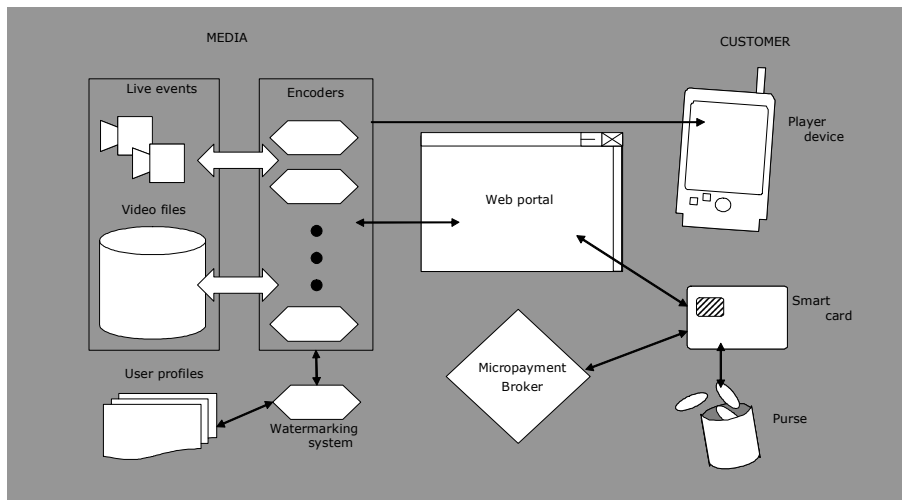 MEDIA
CUSTOMER
Live events
Encoders
Player
device
Web portal
Video files
Smart
card
Micropayment
Broker
User profiles
Watermarking
system
Purse